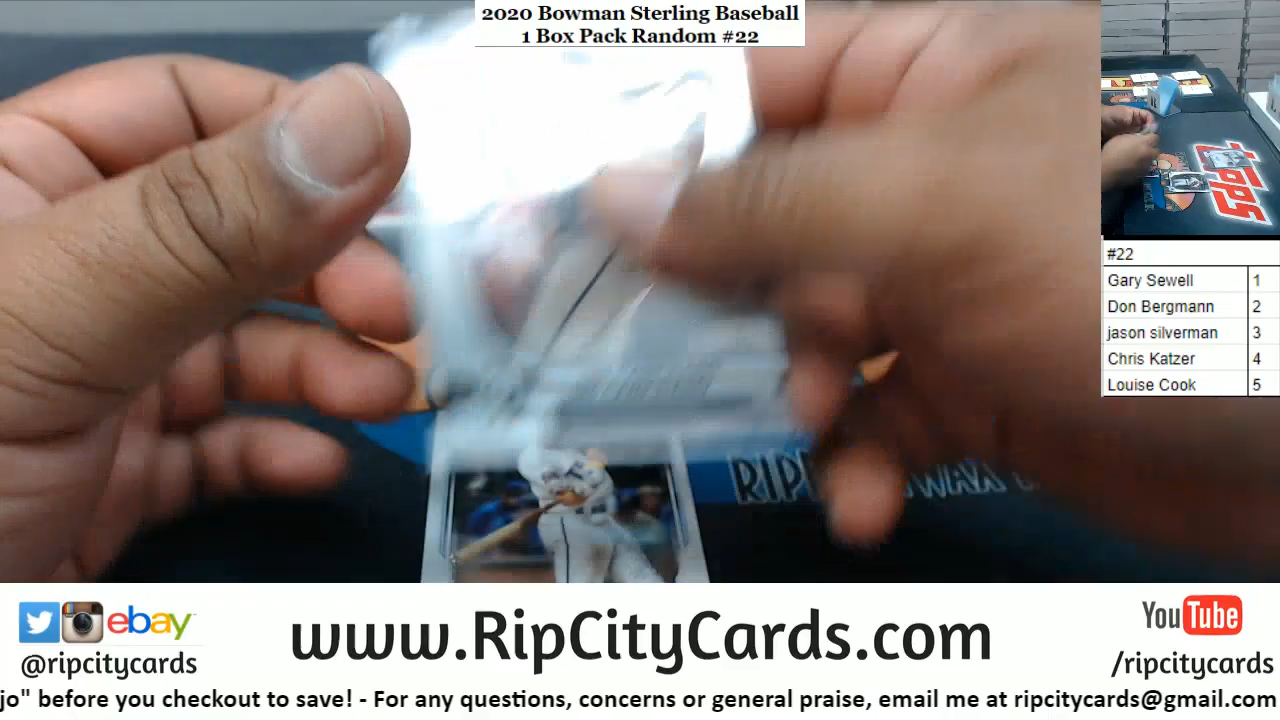 2020 Bowman Sterling Baseball
1 Box Pack Random #22
topps
#22
Gary Sewell 1
Don Bergmann 2
jason silverman 3
Chris Katzer 4
Louise Cook 5
ebay
@ripcitycards
www.RipCityCards.com
YouTube
/ripcitycards
jo" before you checkout to save! - For any questions, concerns or general praise, email me at ripcitycards@gmail.com